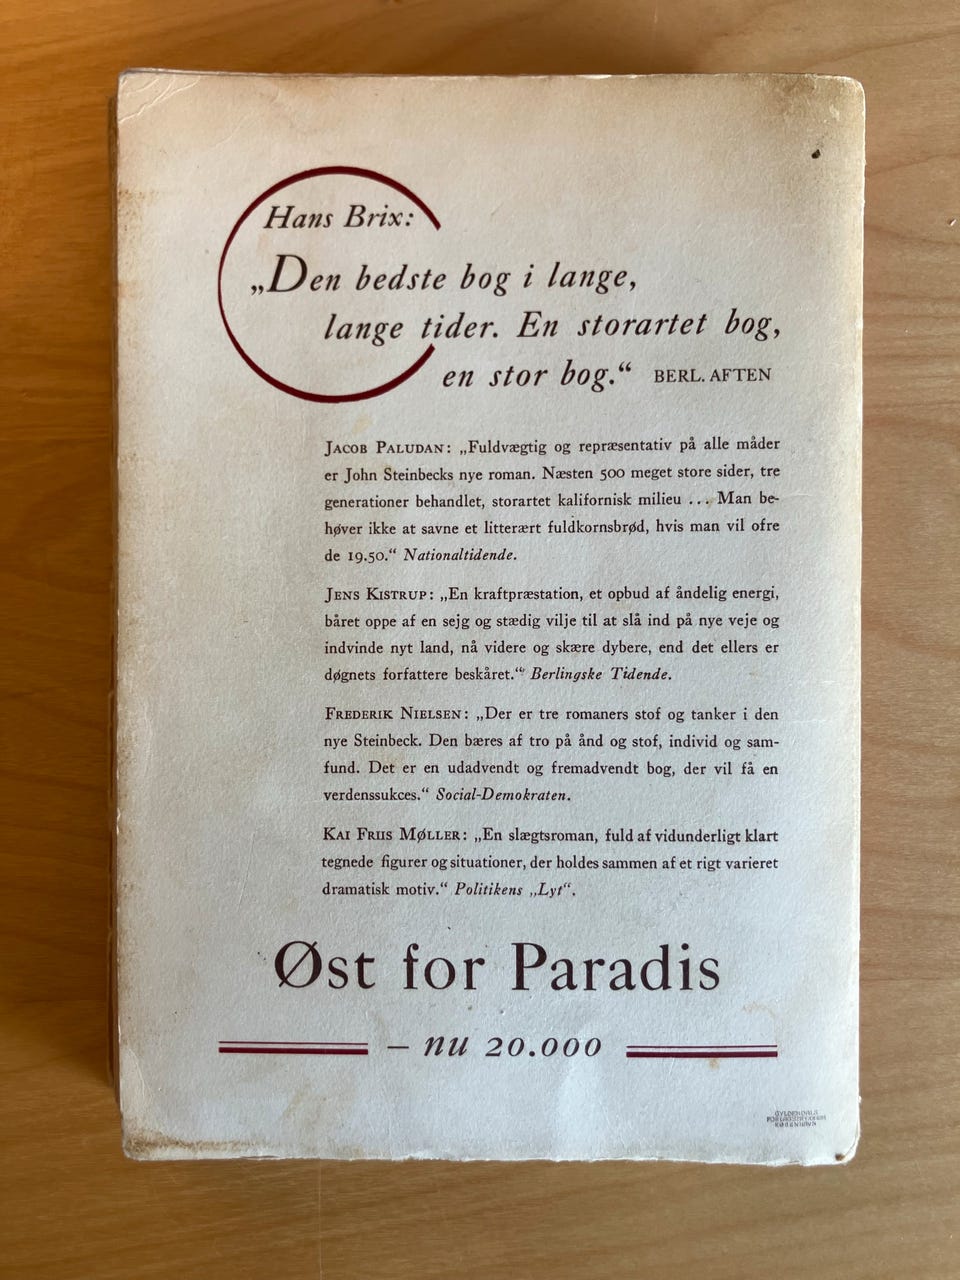 Hans Brix:
„Den bedste bog i lange,
lange tider. En storartet bog,
en stor bog.“ BERL. AFTEN
JACOB PALUDAN: „Fuldvægtig og repræsentativ på alle måder
er John Steinbecks nye roman. Næsten 500 meget store sider, tre
generationer behandlet, storartet kalifornisk milieu ... Man be-
høver ikke at savne et litterært fuldkornsbrød, hvis man vil ofre
de 19.50.“ Nationaltidende.
JENS KISTRUP: „En kraftpræstation, et opbud af åndelig energi,
båret oppe af en sejg og stædig vilje til at slå ind på nye veje og
indvinde nyt land, nå videre og skære dybere, end det ellers er
døgnets forfattere beskåret.“ Berlingske Tidende.
FREDERIK NIELSEN: „Der er tre romaners stof og tanker i den
nye Steinbeck. Den bæres af tro på ånd og stof, individ og sam-
fund. Det er en udadvendt og fremadvendt bog, der vil få en
verdenssukces.“ Social-Demokraten.
KAI FRIIS MØLLER: „En slægtsroman, fuld af vidunderligt klart
tegnede figurer og situationer, der holdes sammen af et rigt varieret
dramatisk motiv.“ Politikens „Lyt“.
Øst for Paradis
– nu 20.000
GYLDENDALS
FORLAGSTRYKKERI
KØBENHAVN